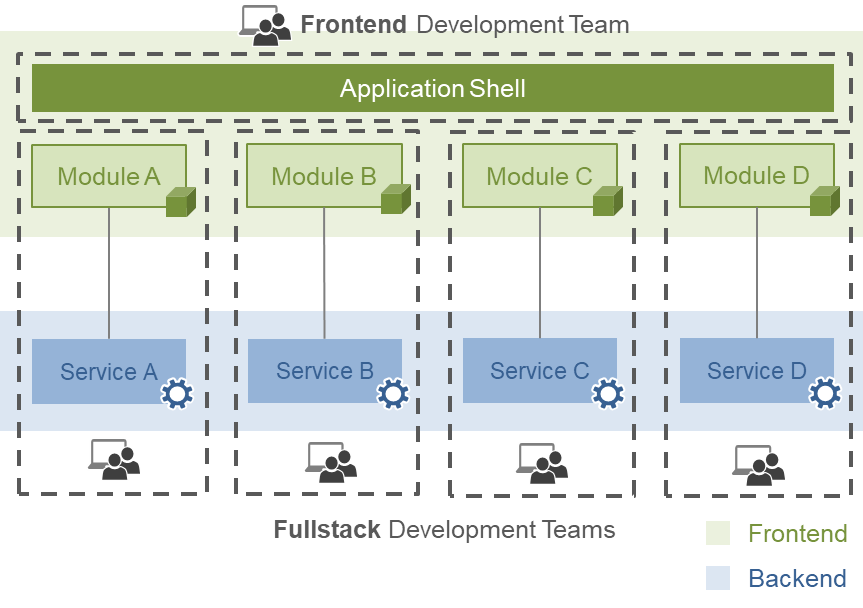 Frontend Development Team
Application Shell
Module A
Module B
Module C
Module D
Service A
Service B
Service C
Service D
Fullstack Development Teams
Frontend
Backend